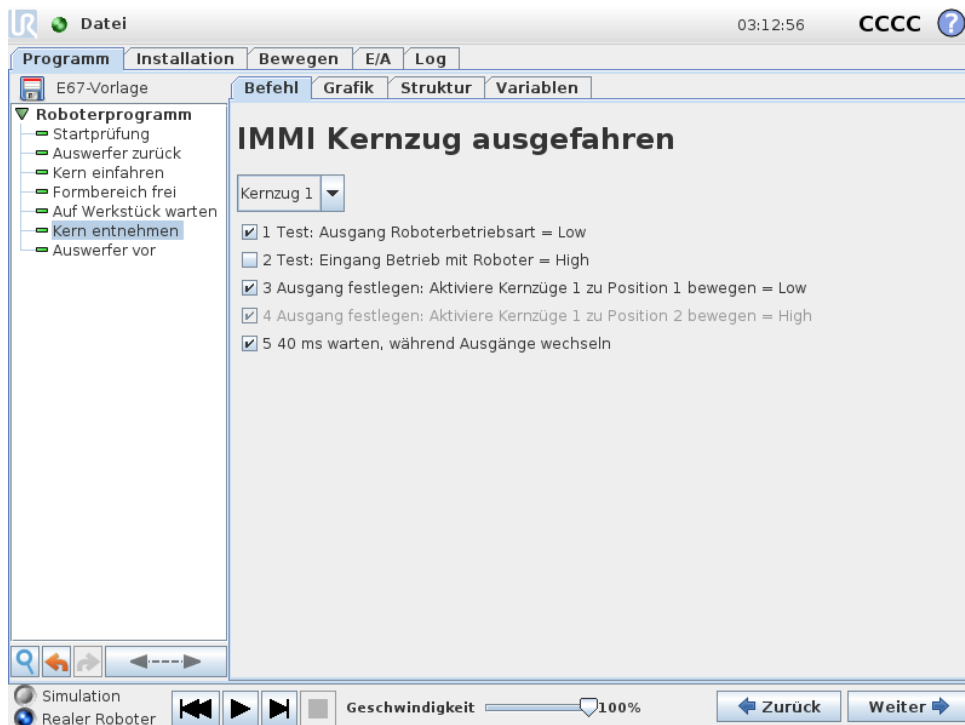 UR Datei 03:12:56 CCCC ?
Programm Installation Bewegen E/A Log
E67-Vorlage Befehl Grafik Struktur Variablen
Roboterprogramm
Startprüfung
Auswerfer zurück
Kern einfahren
Formbereich frei
Auf Werkstück warten
Kern entnehmen
Auswerfer vor
IMMI Kernzug ausgefahren
Kernzug 1
1 Test: Ausgang Roboterbetriebsart = Low
2 Test: Eingang Betrieb mit Roboter = High
3 Ausgang festlegen: Aktiviere Kernzüge 1 zu Position 1 bewegen = Low
4 Ausgang festlegen: Aktiviere Kernzüge 1 zu Position 2 bewegen = High
5 40 ms warten, während Ausgänge wechseln
Simulation
Realer Roboter
Geschwindigkeit 100% Zurück Weiter